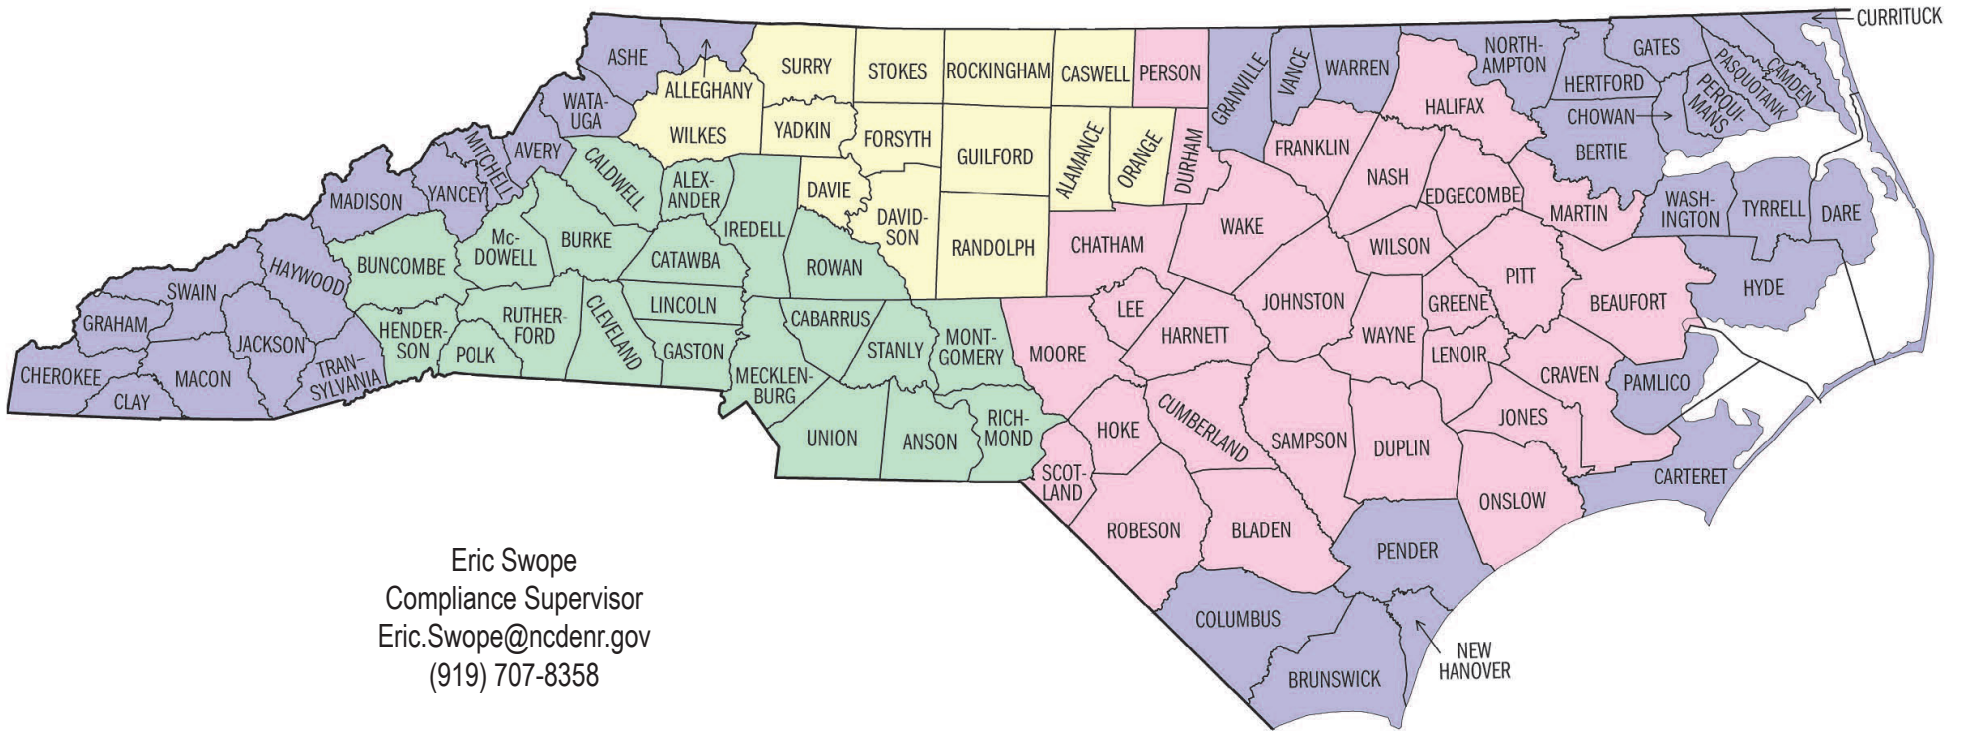 CURRITUCK
ASHE
ALLEGHANY
SURRY
STOKES
ROCKINGHAM
CASWELL
PERSON
GRANVILLE
VANCE
WARREN
NORTH-
AMPTON
GATES
HERTFORD
PASQUOTANK
CAMDEN
PERQUI-
MANS
CHOWAN
HALIFAX
WATA-
UGA
WILKES
YADKIN
FORSYTH
GUILFORD
ALAMANCE
ORANGE
DURHAM
FRANKLIN
NASH
EDGECOMBE
BERTIE
MITCHELL
AVERY
CALDWELL
ALEX-
ANDER
DAVIE
MADISON
YANCEY
IREDELL
DAVID-
SON
RANDOLPH
CHATHAM
WAKE
WILSON
MARTIN
WASH-
INGTON
TYRRELL
DARE
Mc-
DOWELL
BURKE
CATAWBA
ROWAN
BUNCOMBE
HAYWOOD
SWAIN
GRAHAM
JACKSON
HENDER-
SON
RUTHER-
FORD
POLK
CLEVELAND
LINCOLN
GASTON
CABARRUS
STANLY
MONT-
GOMERY
MOORE
LEE
HARNETT
JOHNSTON
WAYNE
GREENE
PITT
BEAUFORT
HYDE
LENOIR
CRAVEN
PAMLICO
CHEROKEE
MACON
CLAY
TRAN-
SYLVANIA
MECKLEN-
BURG
UNION
ANSON
RICH-
MOND
HOKE
CUMBERLAND
SAMPSON
DUPLIN
JONES
SCOT-
LAND
ONSLOW
CARTERET
ROBESON
BLADEN
PENDER
COLUMBUS
BRUNSWICK
NEW
HANOVER
Eric Swope
Compliance Supervisor
Eric.Swope@ncdenr.gov
(919) 707-8358